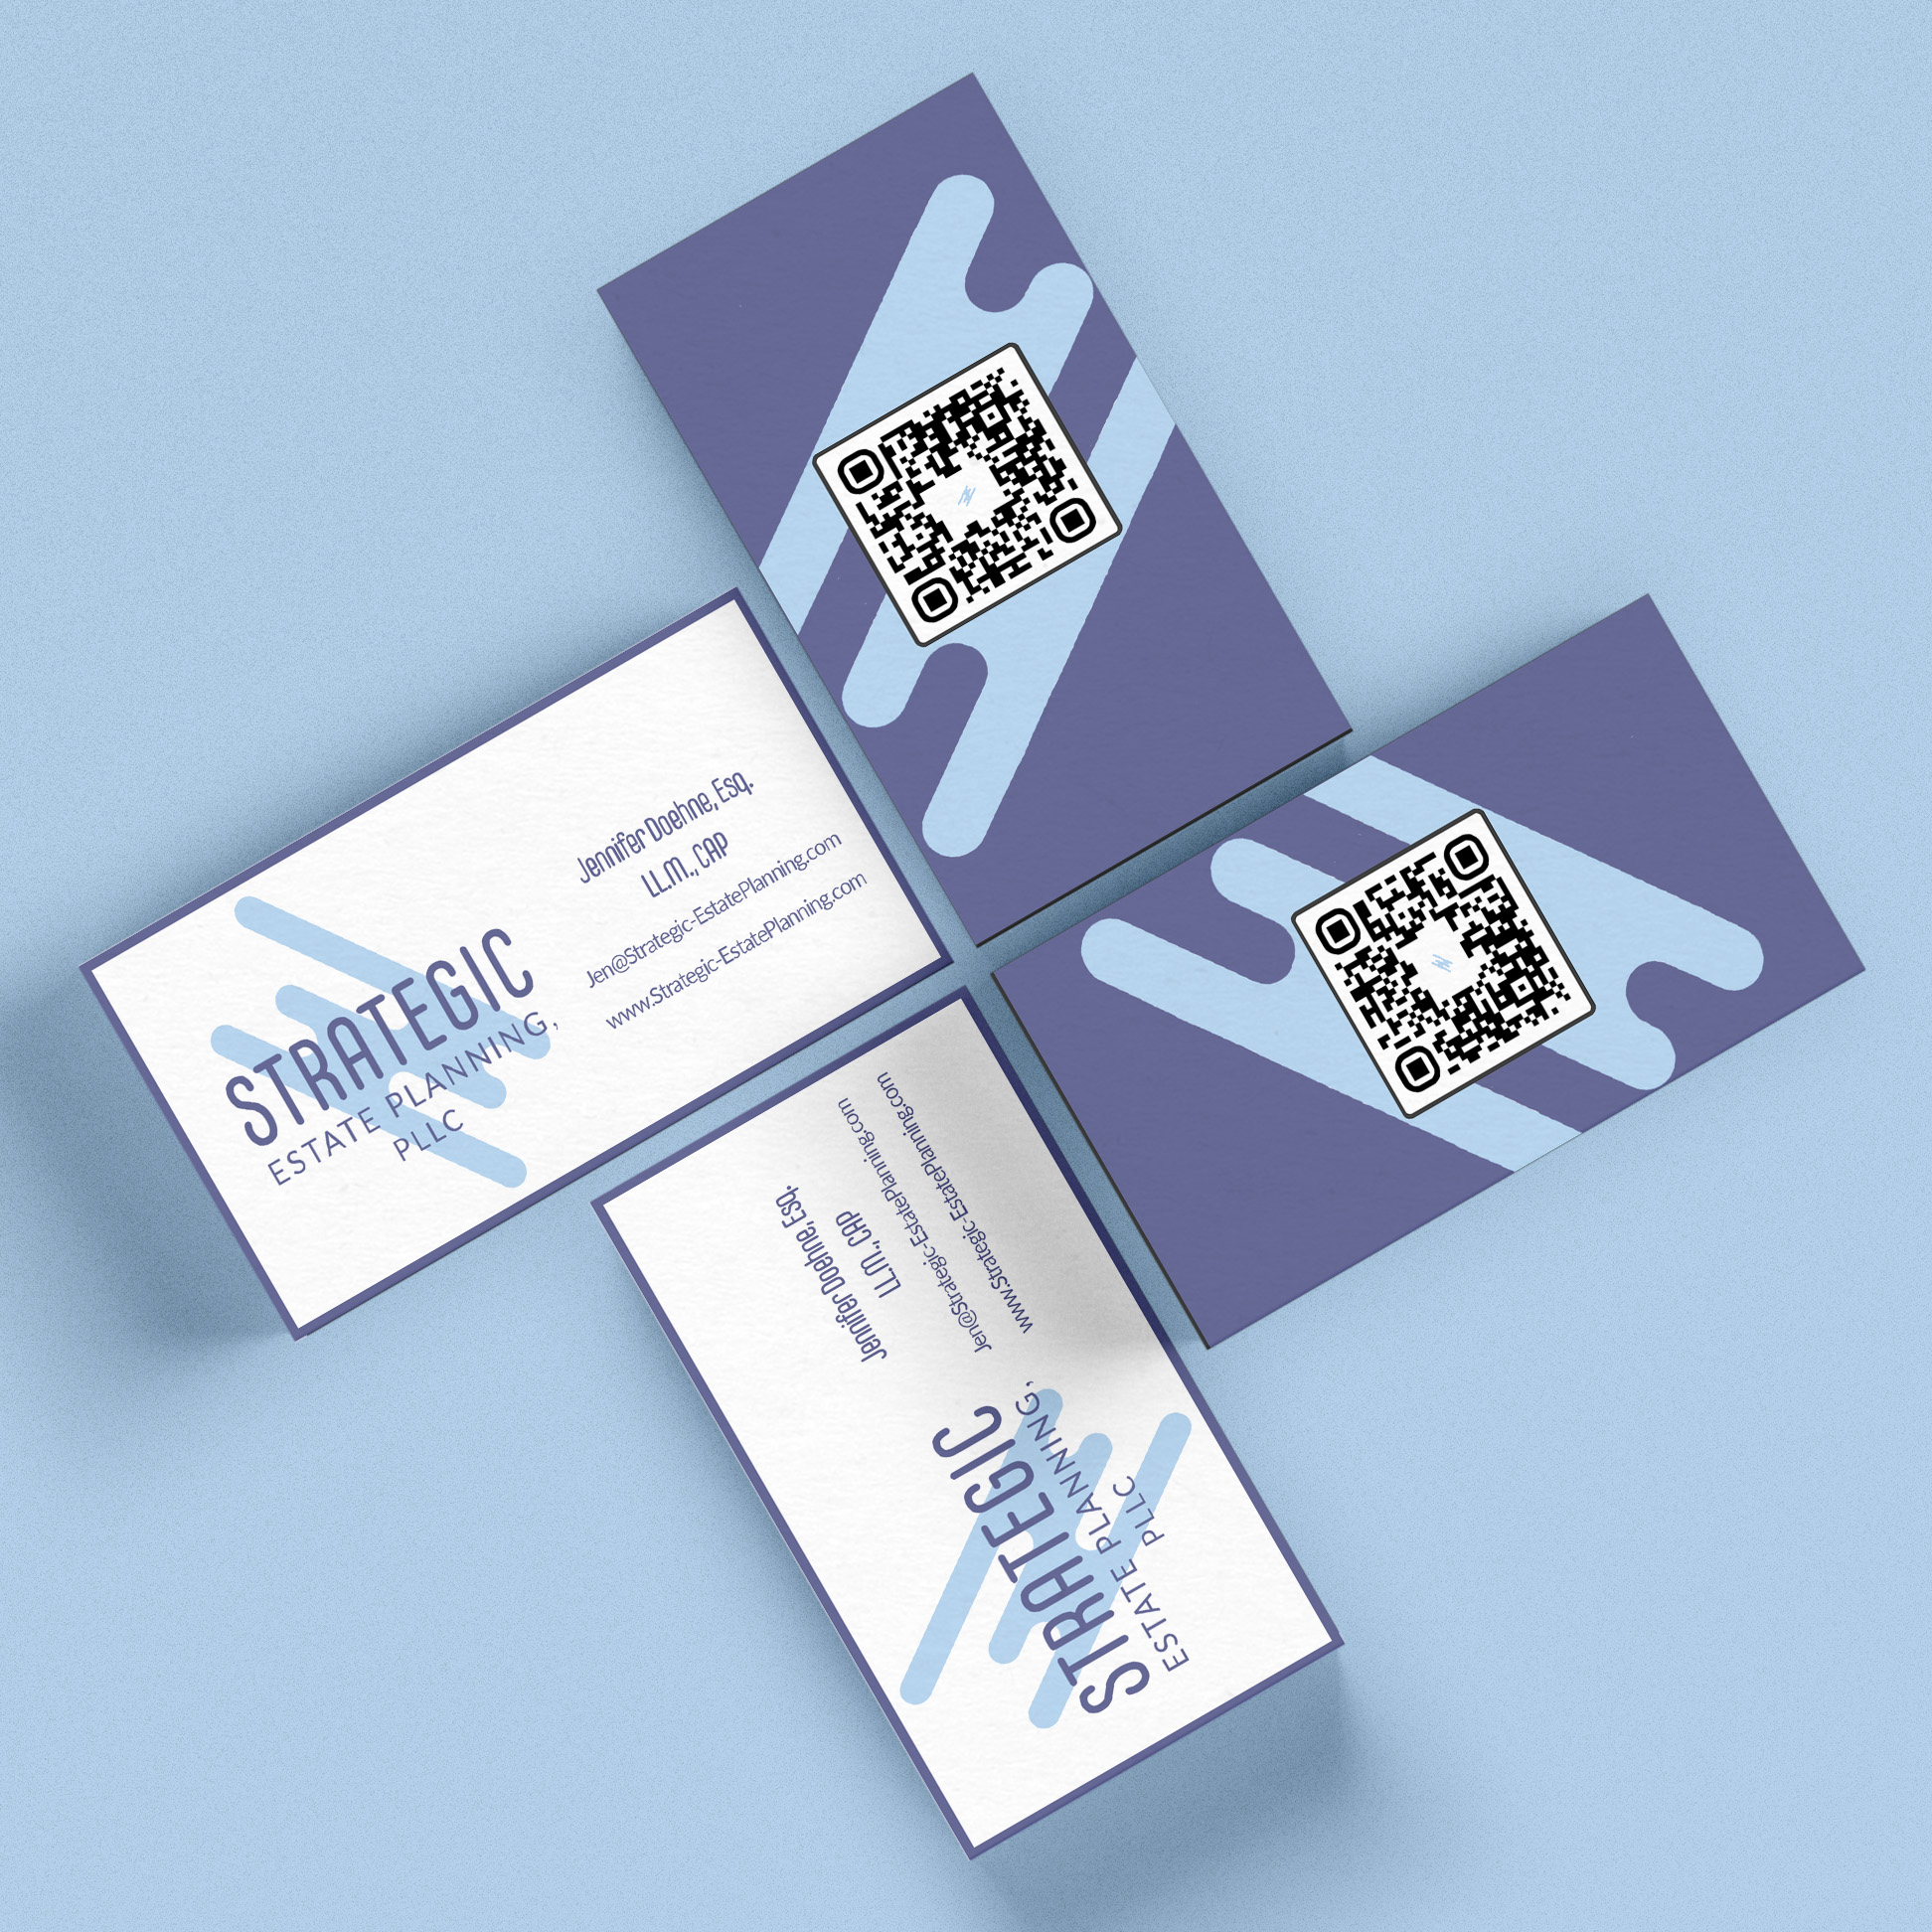 STRATEGIC
ESTATE PLANNING,
PLLC
Jennifer Doehne, Esq.
LL.M., CAP
Jen@Strategic-EstatePlanning.com
www.Strategic-EstatePlanning.com
STRATEGIC
ESTATE PLANNING,
PLLC
Jennifer Doehne, Esq.
LL.M., CAP
Jen@Strategic-EstatePlanning.com
www.Strategic-EstatePlanning.com